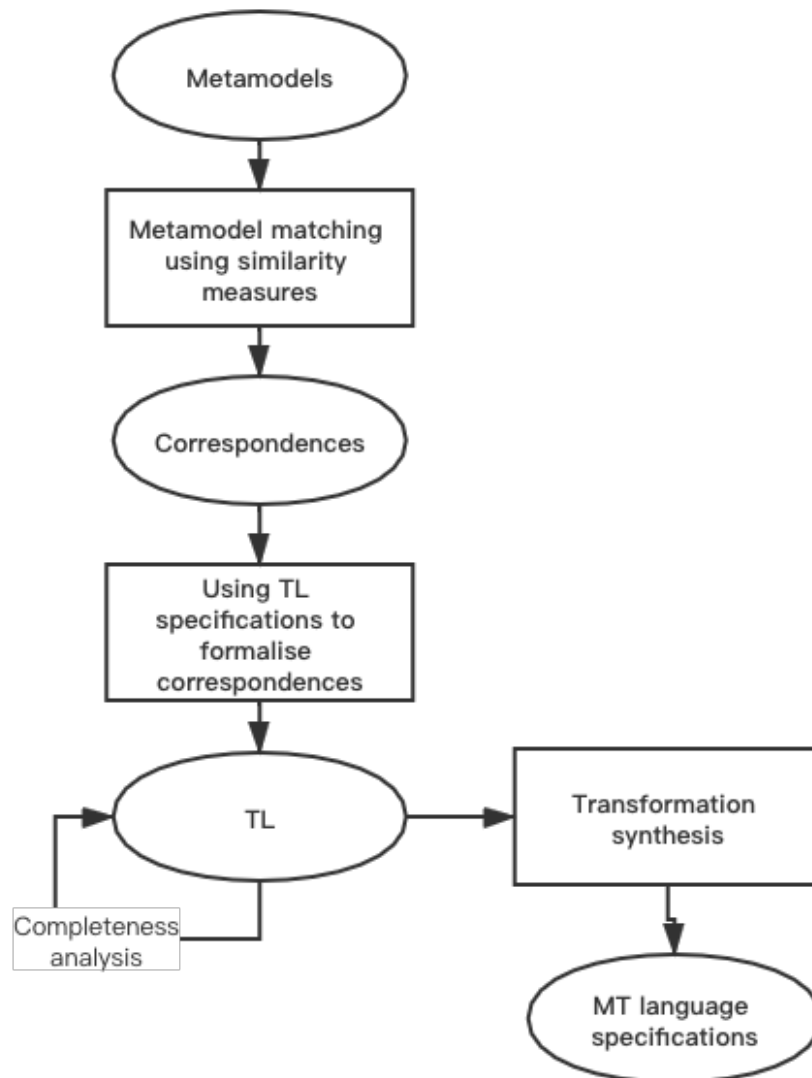 Metamodels
Metamodel matching
using similarity
measures
Correspondences
Using TL
specifications to
formalise
correspondences
TL
Transformation
synthesis
Completeness
analysis
MT language
specifications